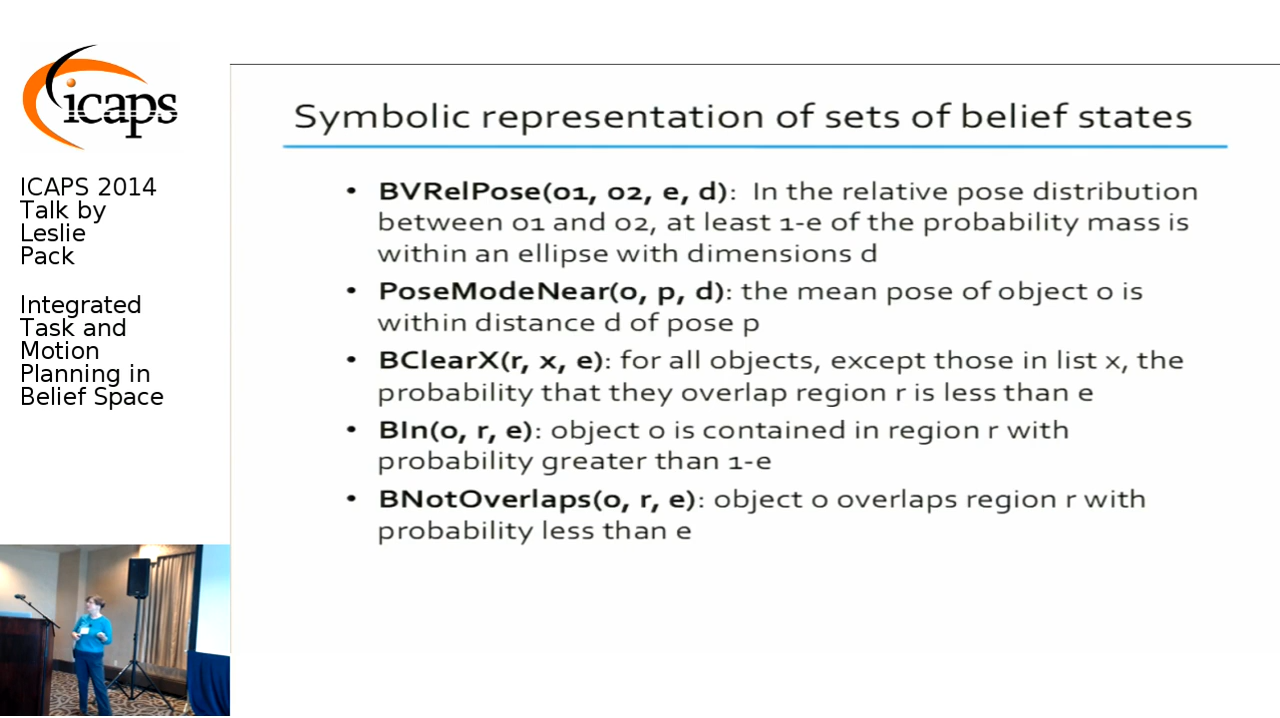 icaps
ICAPS 2014
Talk by
Leslie
Pack
Integrated
Task and
Motion
Planning in
Belief Space
Symbolic representation of sets of belief states
• BVRelPose(o1, o2, e, d): In the relative pose distribution
between o1 and o2, at least 1-e of the probability mass is
within an ellipse with dimensions d
• PoseModeNear(o, p, d): the mean pose of object o is
within distance d of pose p
• BClearX(r, x, e): for all objects, except those in list x, the
probability that they overlap region r is less than e
• BIn(o, r, e): object o is contained in region r with
probability greater than 1-e
• BNotOverlaps(o, r, e): object o overlaps region r with
probability less than e